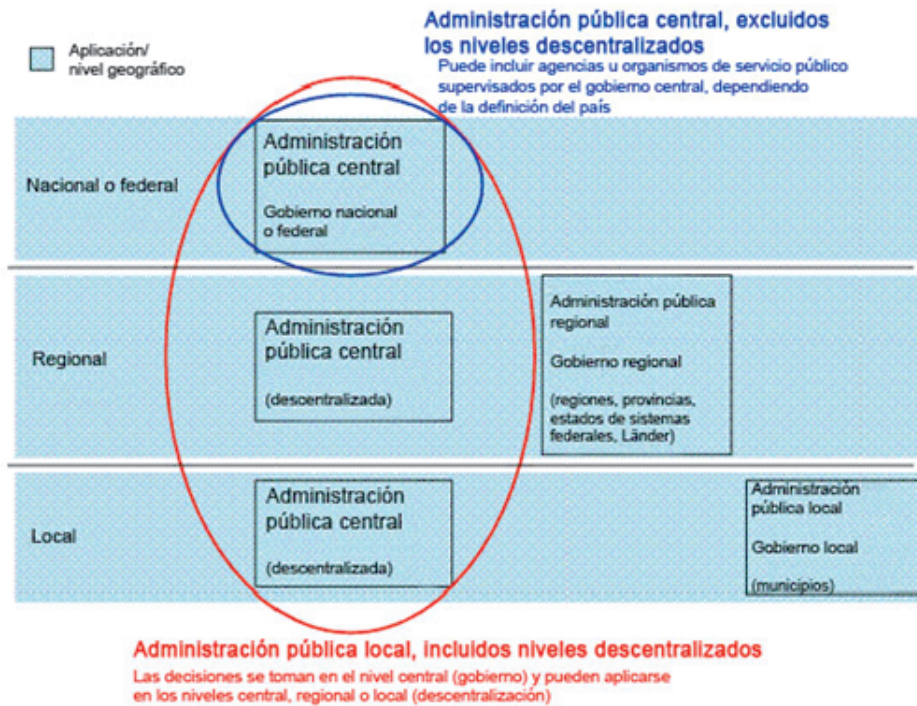 Aplicación/
nivel geográfico
Administración pública central, excluidos
los niveles descentralizados
Puede incluir agencias u organismos de servicio público
supervisados por el gobierno central, dependiendo
de la definición del país
Nacional o federal
Administración
pública central
Gobierno nacional
o federal
Regional
Administración
pública central
(descentralizada)
Administración pública
regional
Gobierno regional
(regiones, provincias,
estados de sistemas
federales, Länder)
Local
Administración
pública central
(descentralizada)
Administración
pública local
Gobierno local
(municipios)
Administración pública local, incluidos niveles descentralizados
Las decisiones se toman en el nivel central (gobierno) y pueden aplicarse
en los niveles central, regional o local (descentralización)